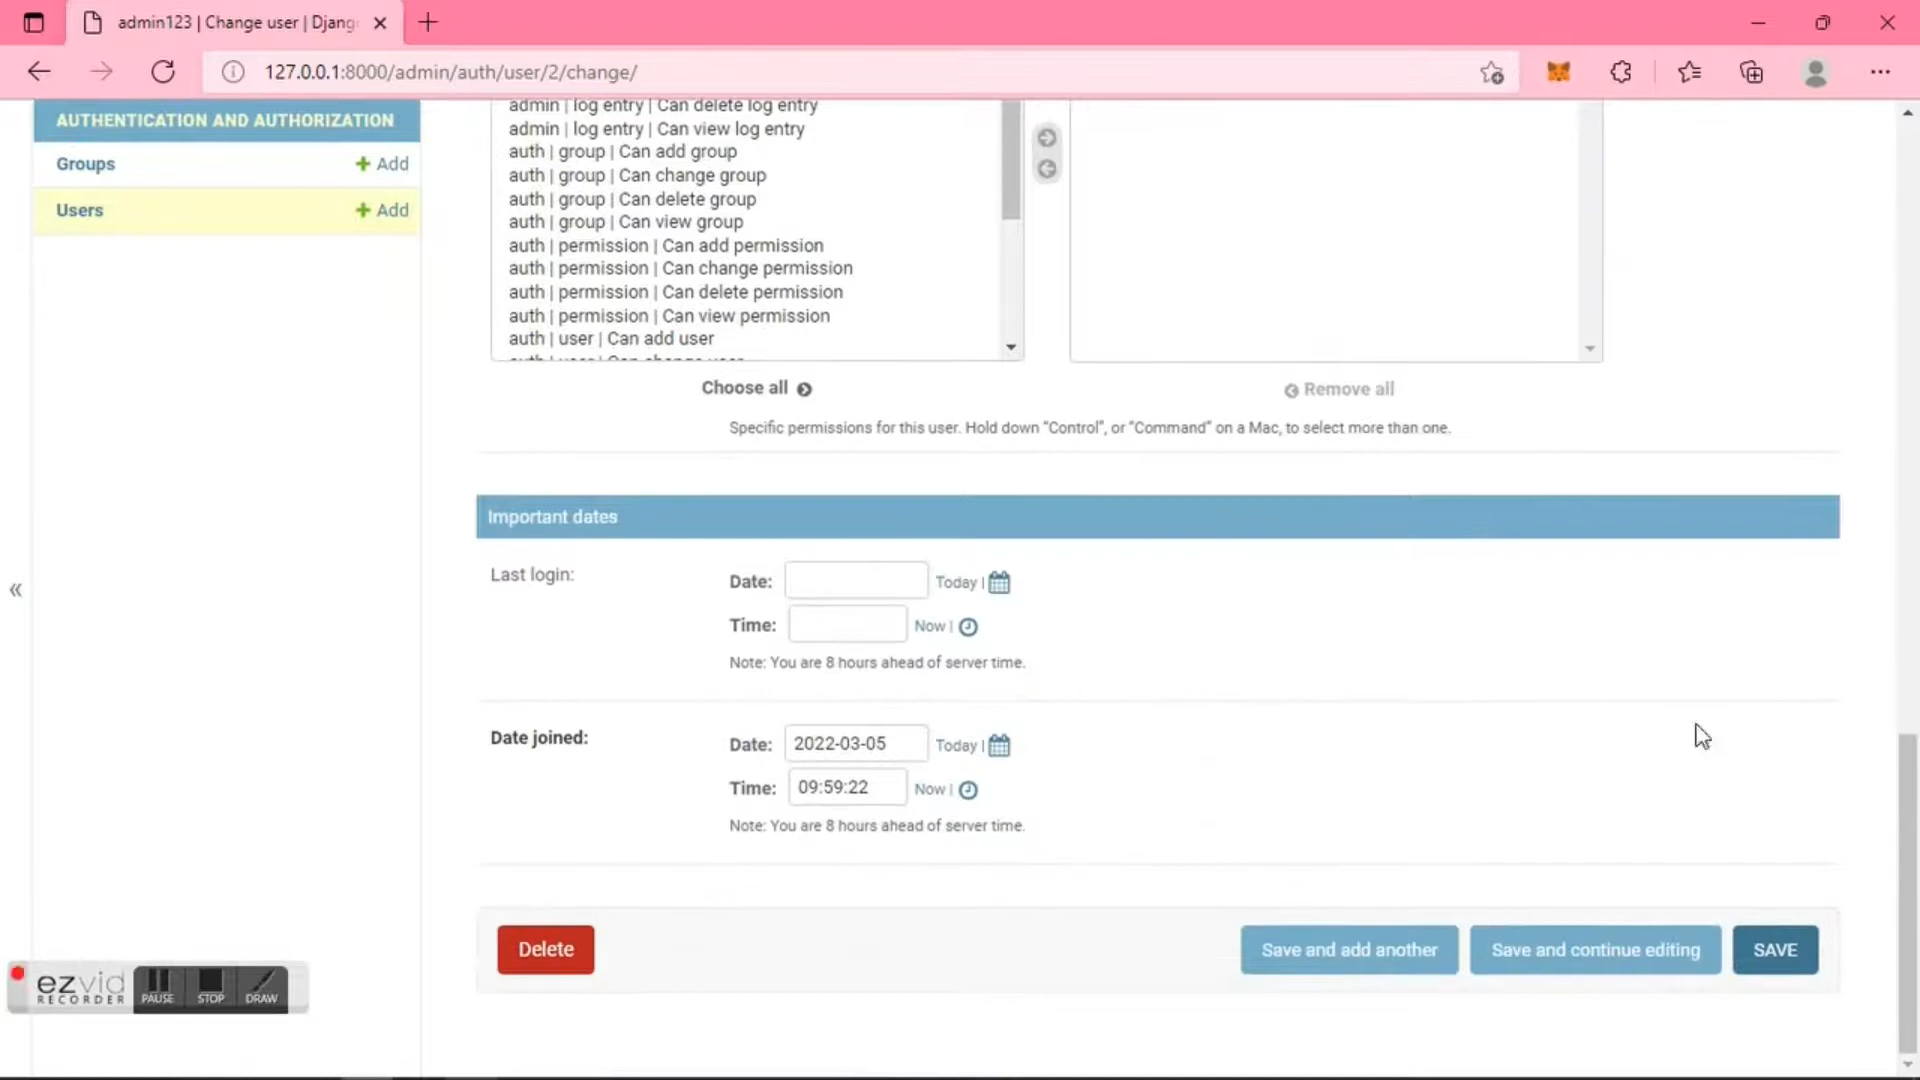 admin123 | Change user | Djang
127.0.0.1:8000/admin/auth/user/2/change/
AUTHENTICATION AND AUTHORIZATION
Groups
+ Add
Users
+ Add
admin | log entry | Can delete log entry
admin | log entry | Can view log entry
auth | group | Can add group
auth | group | Can change group
auth | group | Can delete group
auth | group | Can view group
auth | permission | Can add permission
auth | permission | Can change permission
auth | permission | Can delete permission
auth | permission | Can view permission
auth | user | Can add user
auth | user | Can change user
Choose all
Remove all
Specific permissions for this user. Hold down “Control”, or “Command” on a Mac, to select more than one.
Important dates
Last login:
Date:
Today |
Time:
Now |
Note: You are 8 hours ahead of server time.
Date joined:
Date: 2022-03-05 Today |
Time: 09:59:22 Now |
Note: You are 8 hours ahead of server time.
Delete
Save and add another
Save and continue editing
SAVE
ezvid
RECORDER
PAUSE
STOP
DRAW